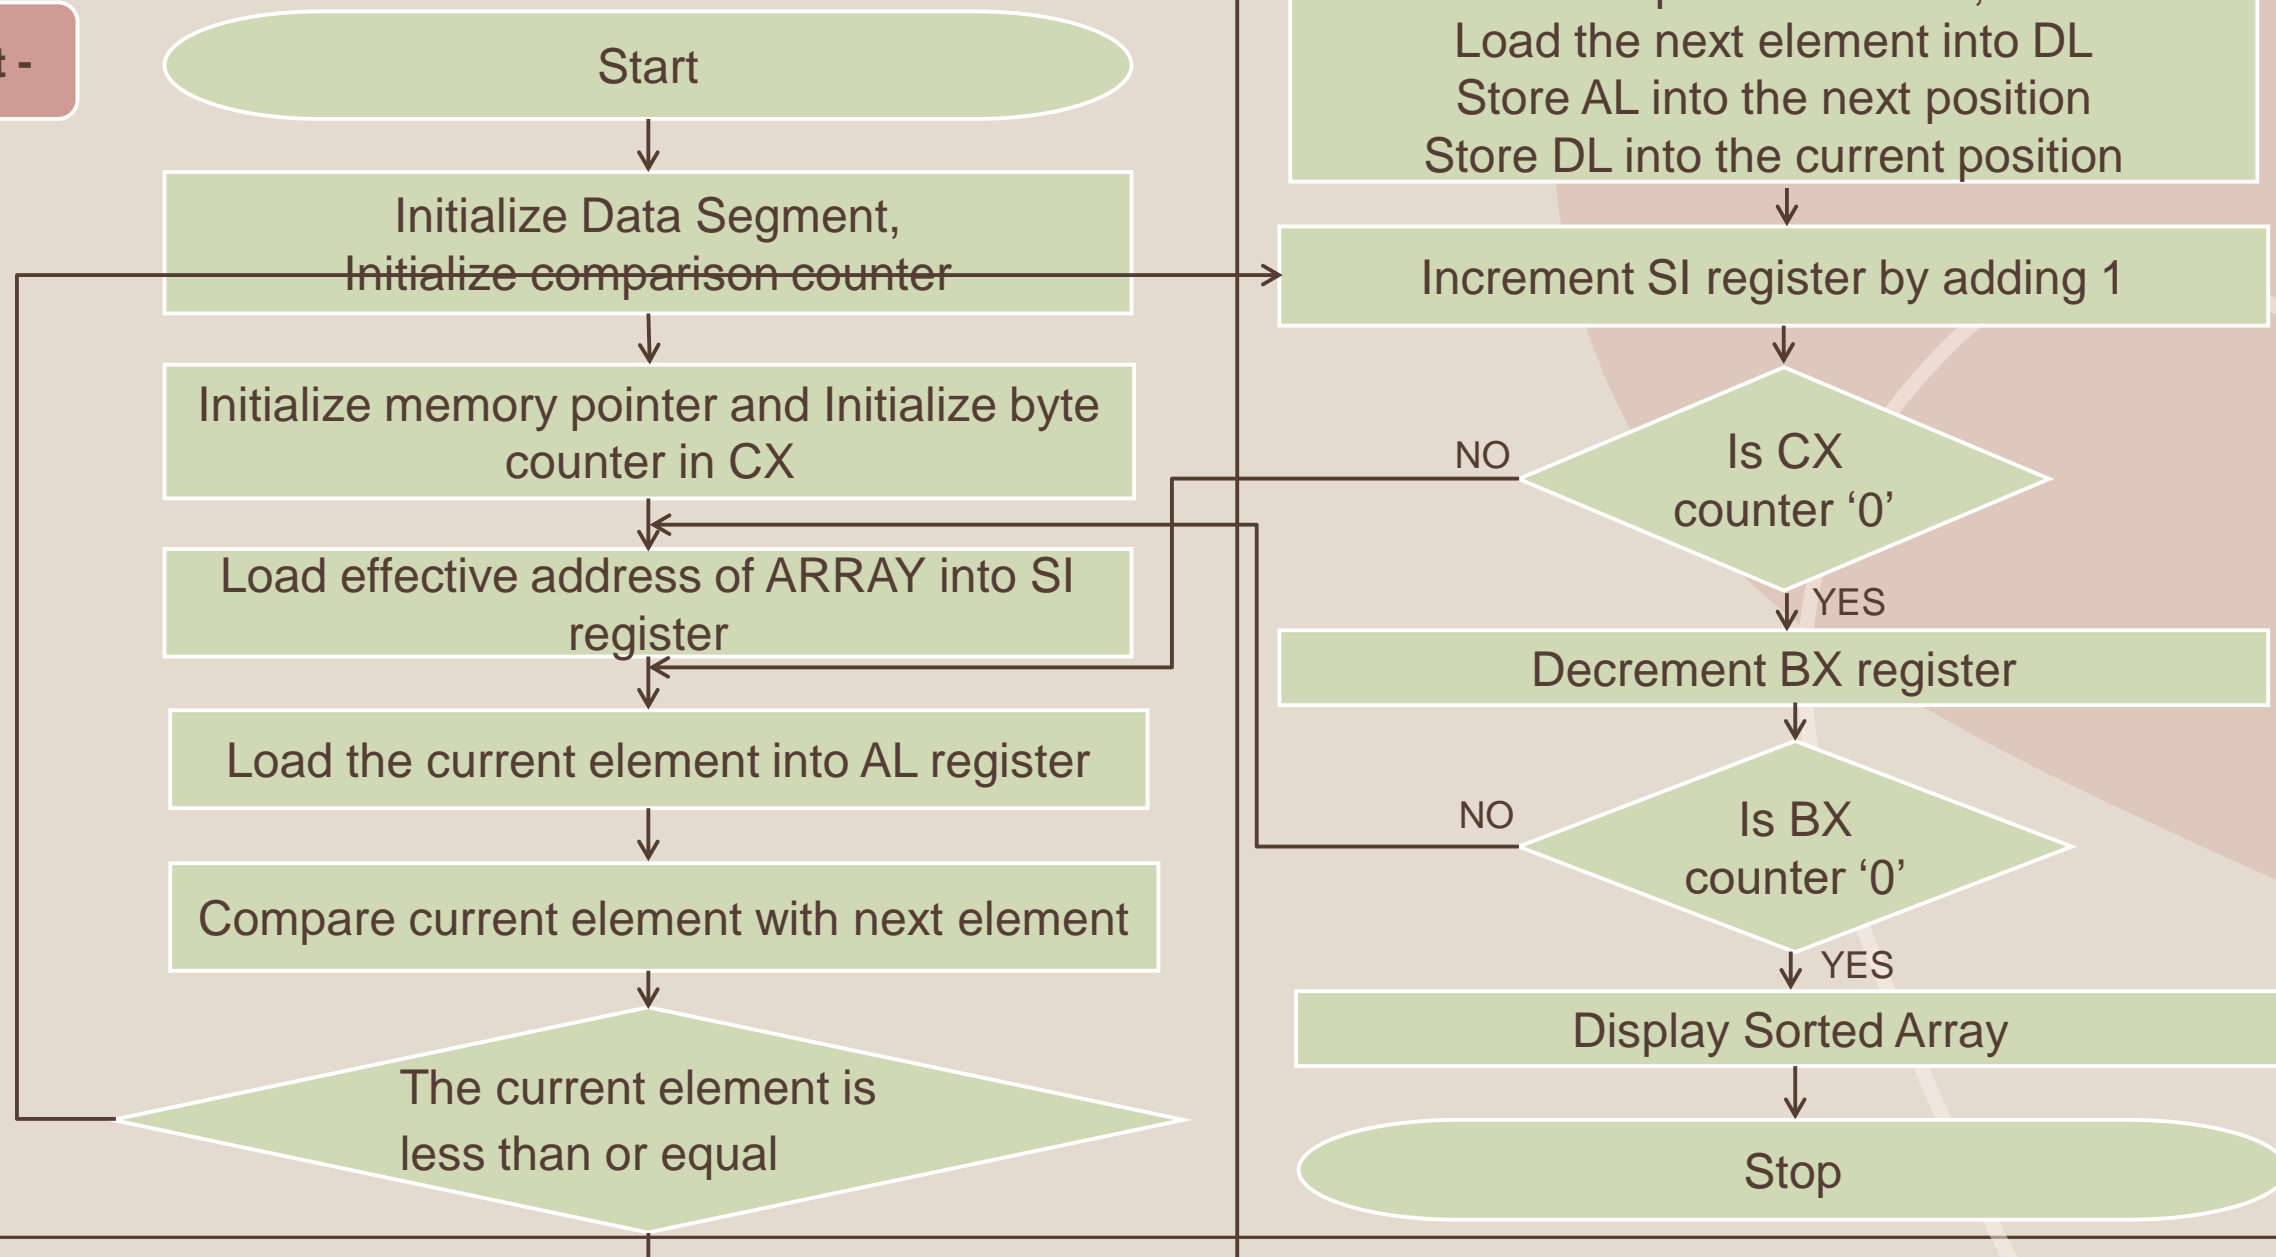 t -
Start
Initialize Data Segment,
Initialize comparison counter
Initialize memory pointer and Initialize byte
counter in CX
Load effective address of ARRAY into SI
register
Load the current element into AL register
Compare current element with next element
The current element is
less than or equal
Load the next element into DL
Store AL into the next position
Store DL into the current position
Increment SI register by adding 1
Is CX
counter ‘0’
NO
YES
Decrement BX register
Is BX
counter ‘0’
NO
YES
Display Sorted Array
Stop